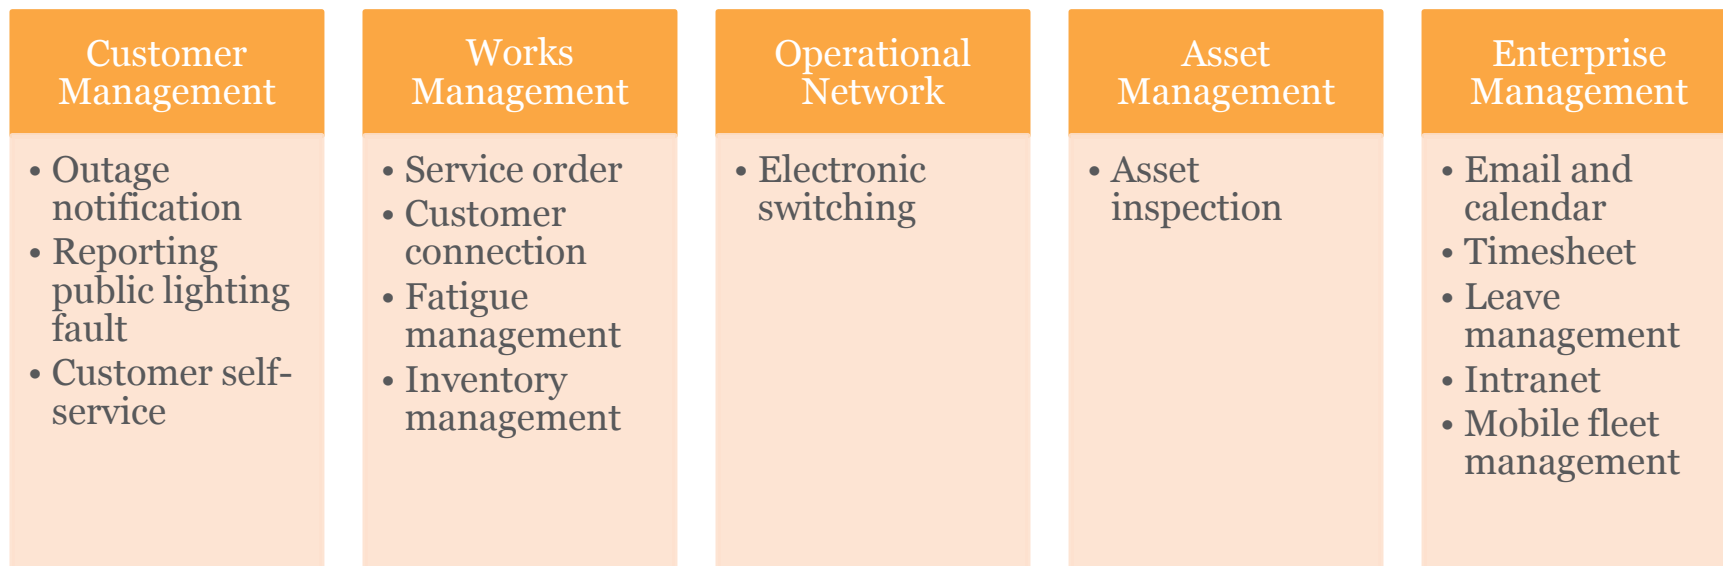 Customer
Management
• Outage
notification
• Reporting
public lighting
fault
• Customer self-
service
Works
Management
• Service order
• Customer
connection
• Fatigue
management
• Inventory
management
Operational
Network
• Electronic
switching
Asset
Management
• Asset
inspection
Enterprise
Management
• Email and
calendar
• Timesheet
• Leave
management
• Intranet
• Mobile fleet
management